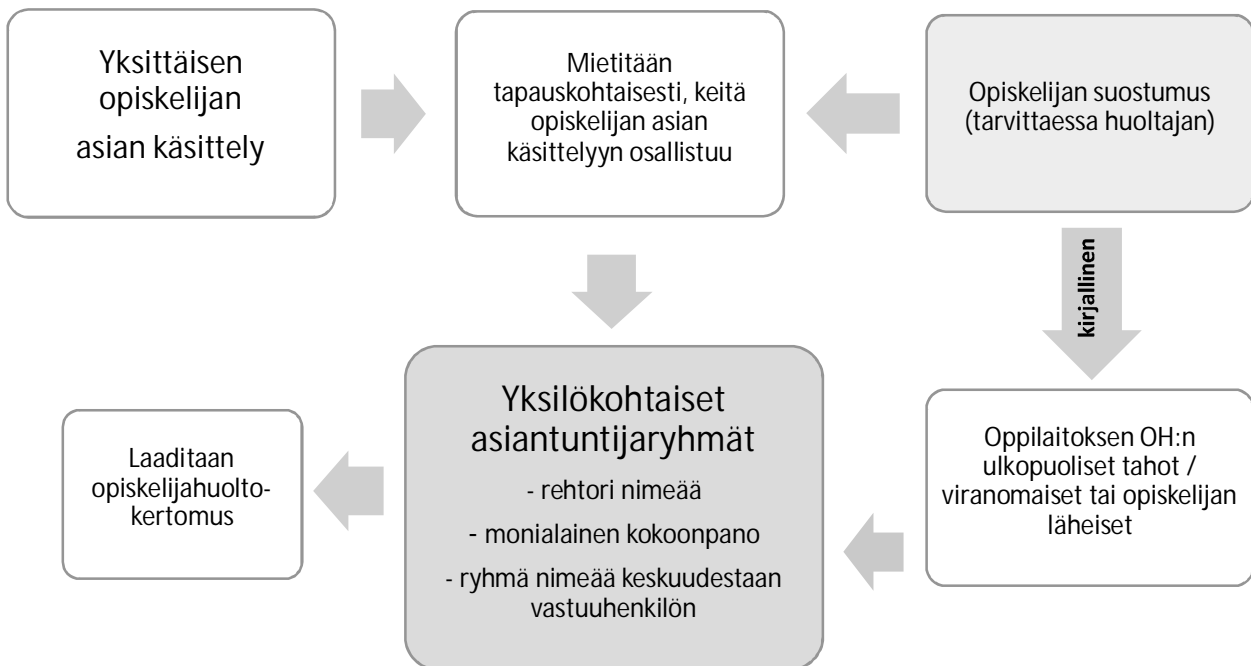 Yksittäisen
opiskelijan
asian käsittely
Mietitään
tapauskohtaisesti, keitä
opiskelijan asian
käsittelyyn osallistuu
Opiskelijan suostumus
(tarvittaessa huoltajan)
kirjallinen
Yksilökohtaiset
asiantuntijaryhmät
- rehtori nimeää
- monialainen kokoonpano
- ryhmä nimeää keskuudestaan
vastuuhenkilön
Laaditaan
opiskelijahuolto-
kertomus
Oppilaitoksen OH:n
ulkopuoliset tahot /
viranomaiset tai opiskelijan
läheiset